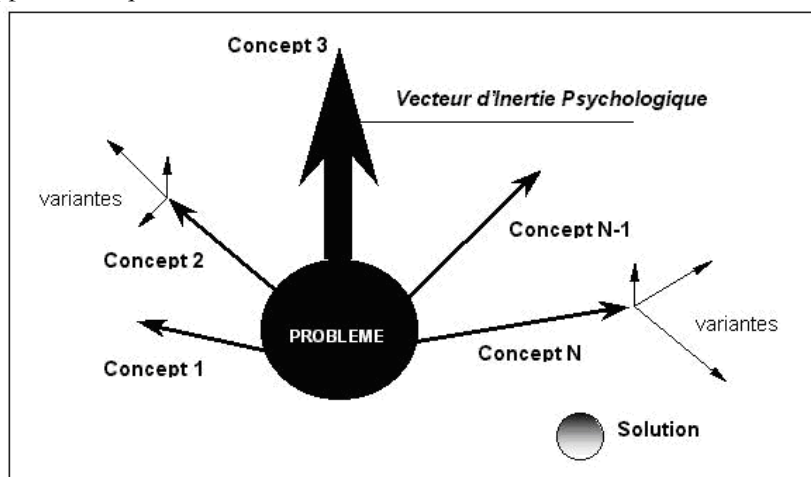 Concept 3
Vecteur d'Inertie Psychologique
variantes
Concept N-1
Concept 2
PROBLEME
variantes
Concept N
Concept 1
Solution